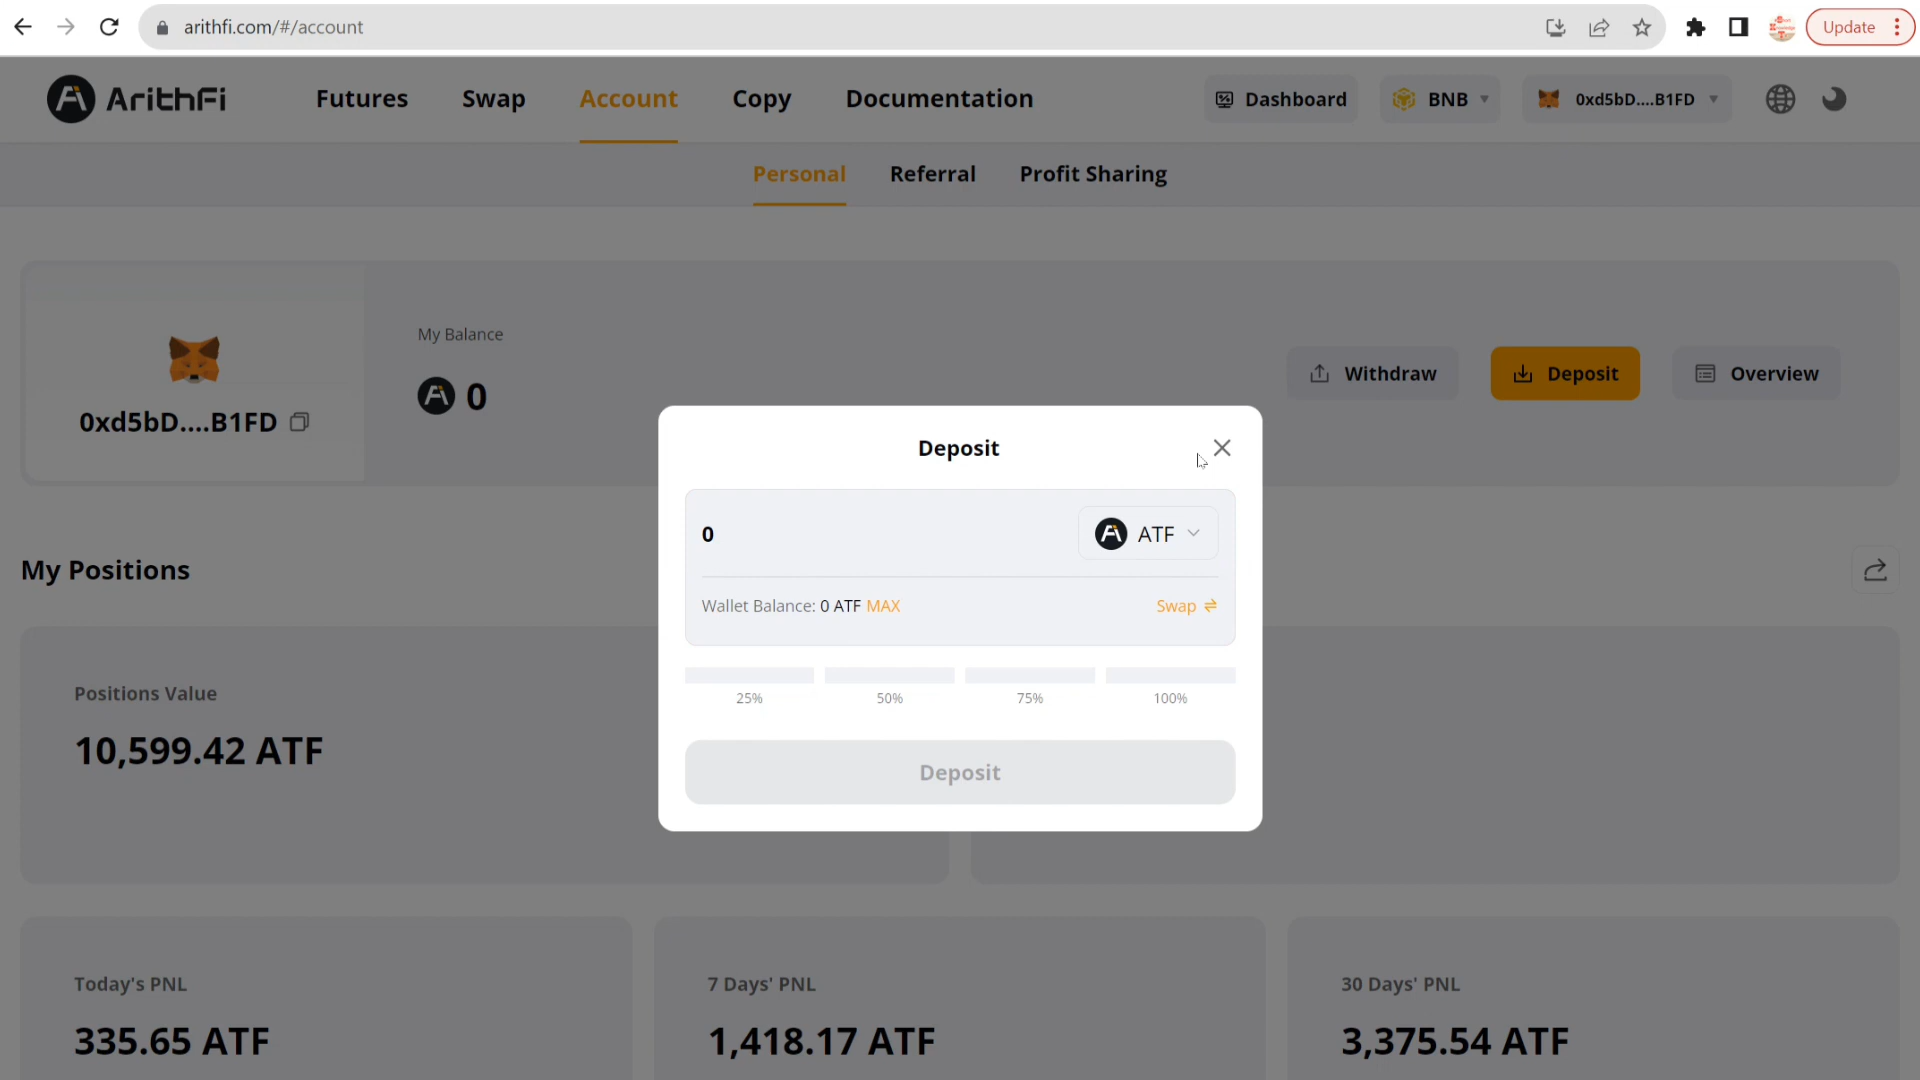 arithfi.com/#/account
Update
ArithFi Futures Swap Account Copy Documentation Dashboard BNB 0xd5bD....B1FD
Personal Referral Profit Sharing
My Balance
0
0xd5bD....B1FD
Withdraw Deposit Overview
Deposit
0 ATF
Wallet Balance: 0 ATF MAX Swap
25% 50% 75% 100%
Deposit
My Positions
Positions Value
10,599.42 ATF
Today's PNL 7 Days' PNL 30 Days' PNL
335.65 ATF 1,418.17 ATF 3,375.54 ATF